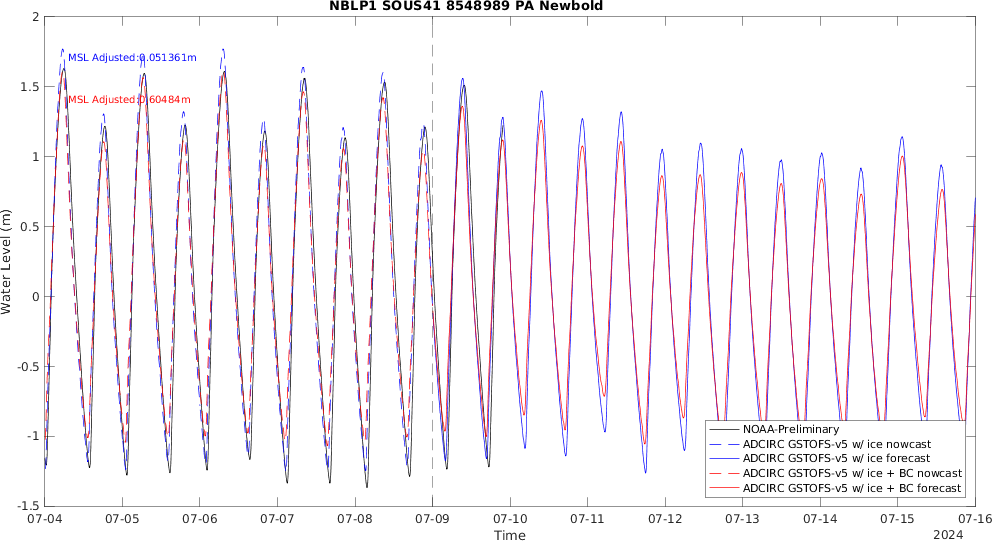 NBLP1 SOUS41 8548989 PA Newbold
2
1.5
1
0.5
0
-0.5
-1
-1.5
Water Level (m)
MSL Adjusted:0.051361m
MSL Adjusted:0.60484m
NOAA-Preliminary
ADCIRC GSTOFS-v5 w/ ice nowcast
ADCIRC GSTOFS-v5 w/ ice forecast
ADCIRC GSTOFS-v5 w/ ice + BC nowcast
ADCIRC GSTOFS-v5 w/ ice + BC forecast
07-04 07-05 07-06 07-07 07-08 07-09 07-10 07-11 07-12 07-13 07-14 07-15 07-16
Time
2024